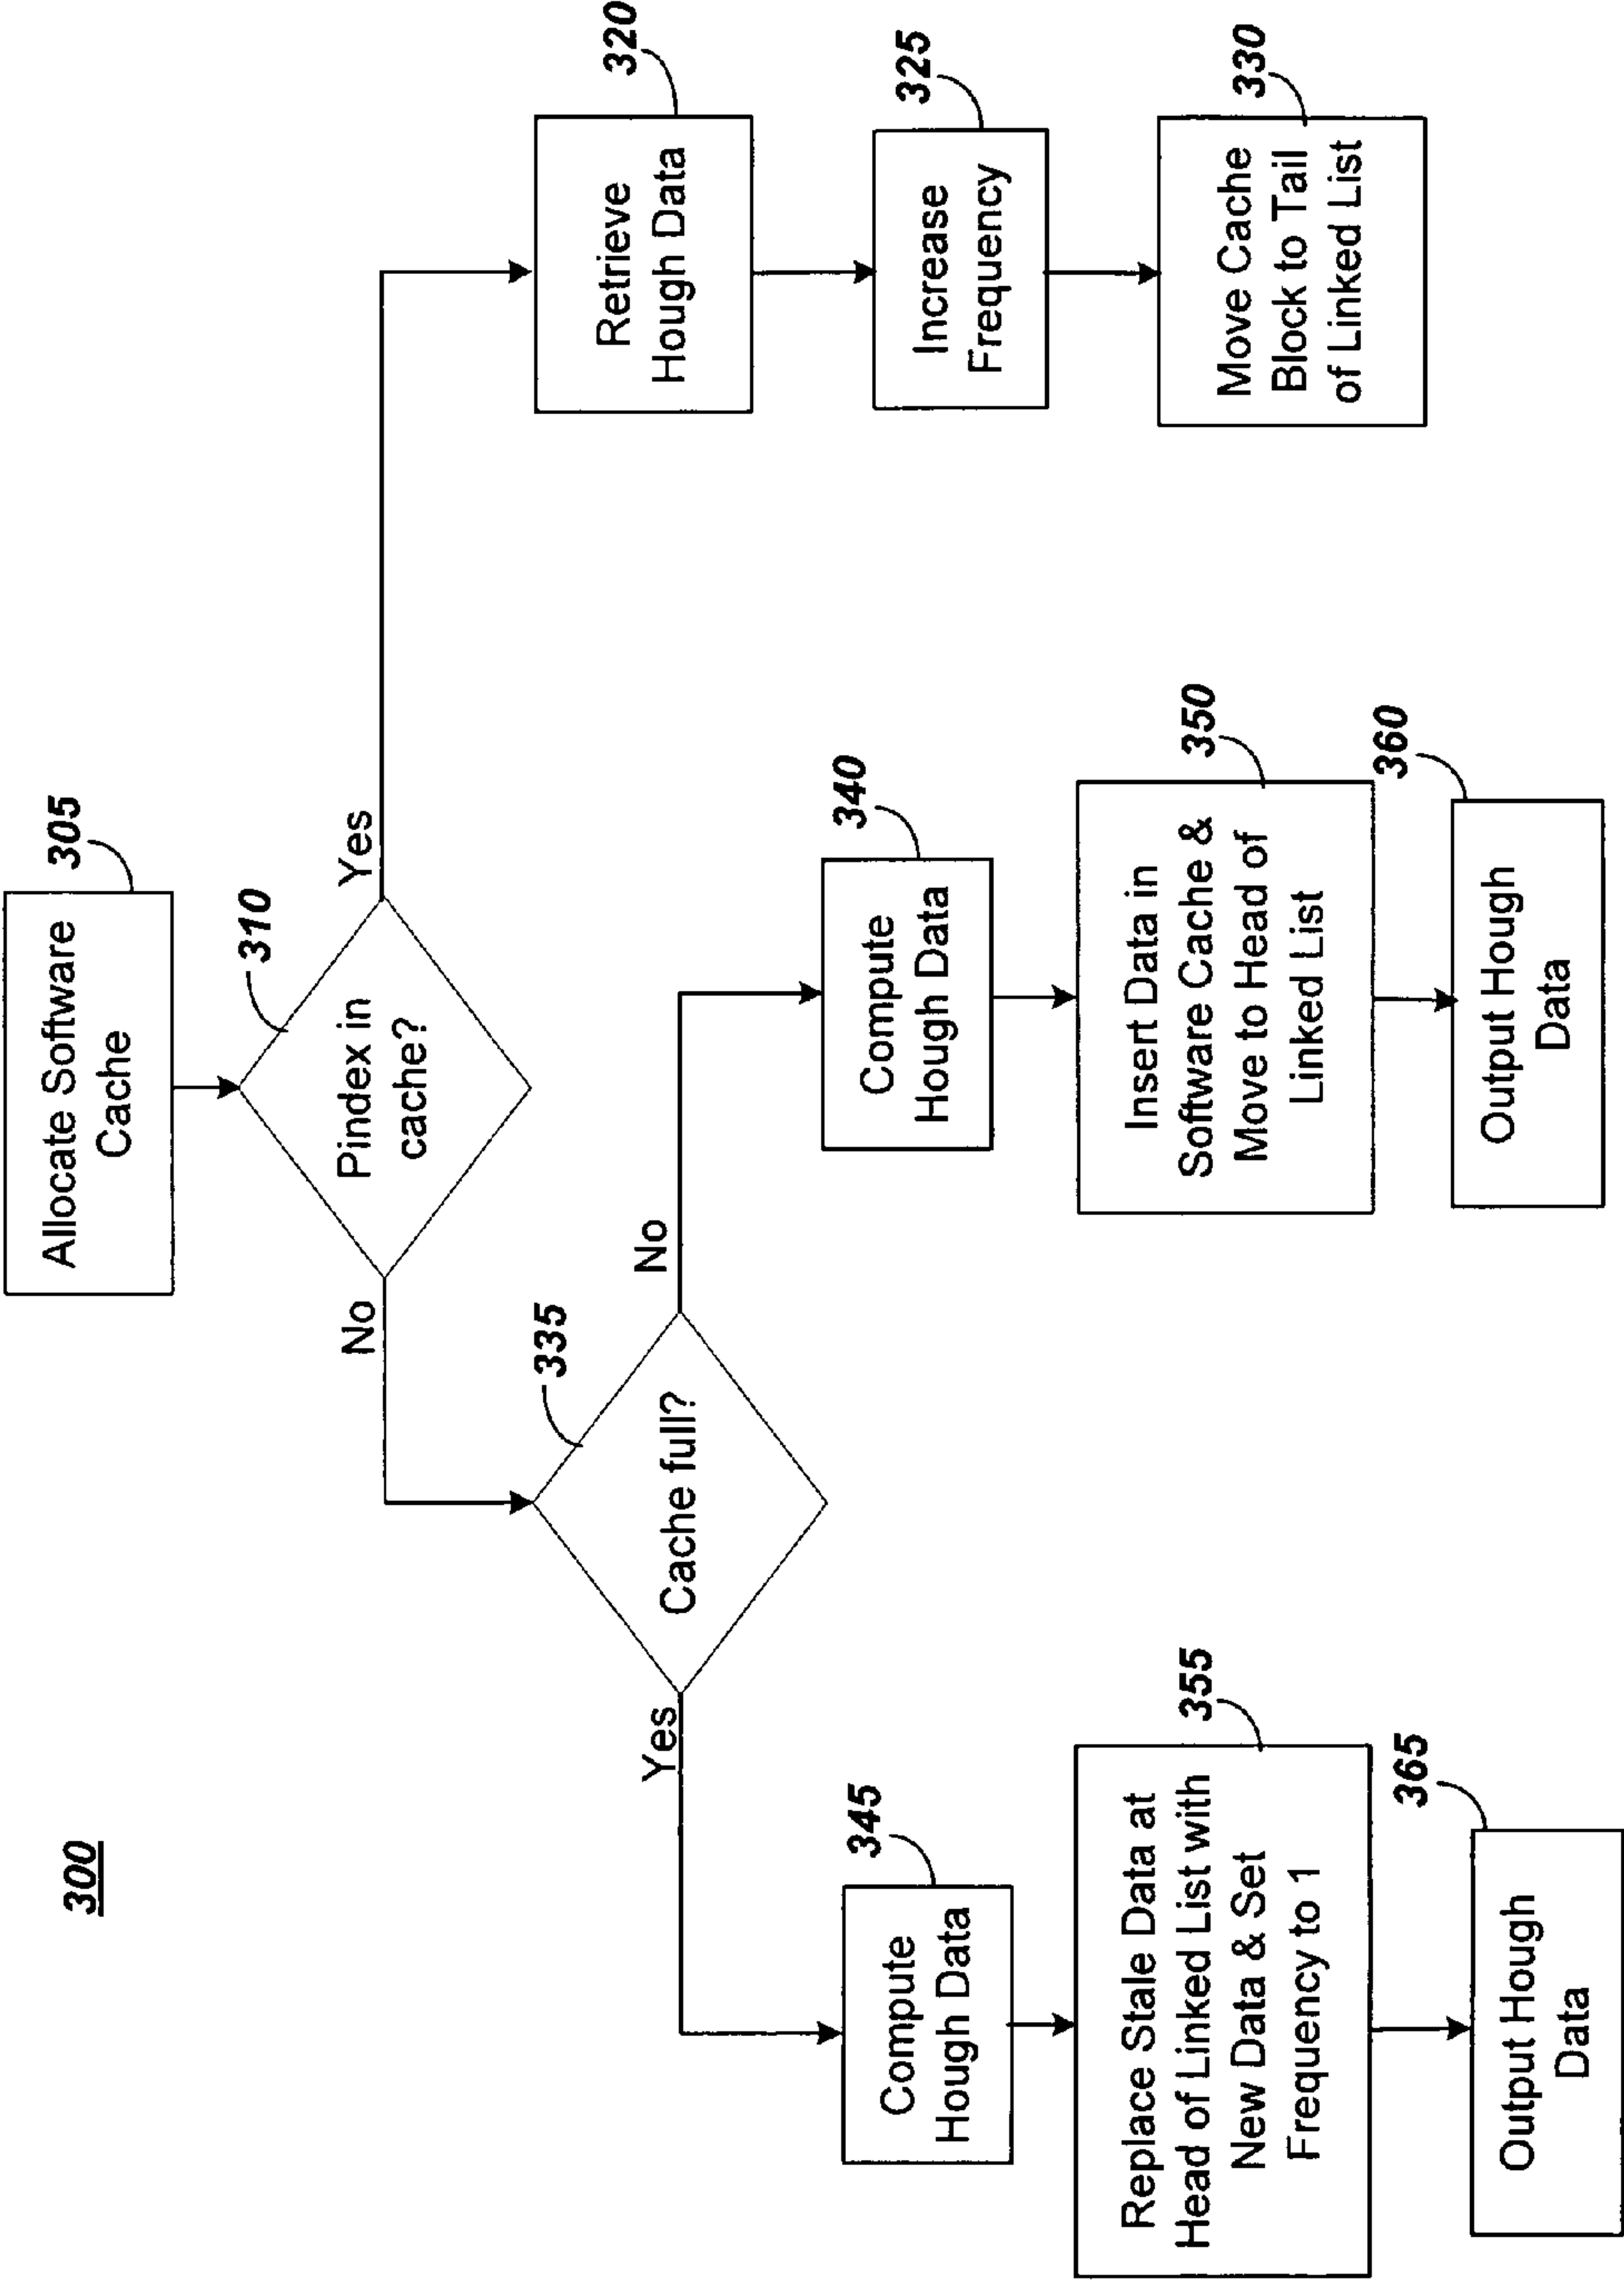 300
Allocate Software
Cache
305
Pindex in
cache?
310
No
Yes
Cache full?
335
Yes
No
Retrieve
Hough Data
320
Increase
Frequency
325
Move Cache
Block to Tail
of Linked List
330
Compute
Hough Data
340
Insert Data in
Software Cache &
Move to Head of
Linked List
350
Output Hough
Data
360
Compute
Hough Data
345
Replace Stale Data at
Head of Linked List with
New Data & Set
Frequency to 1
355
Output Hough
Data
365